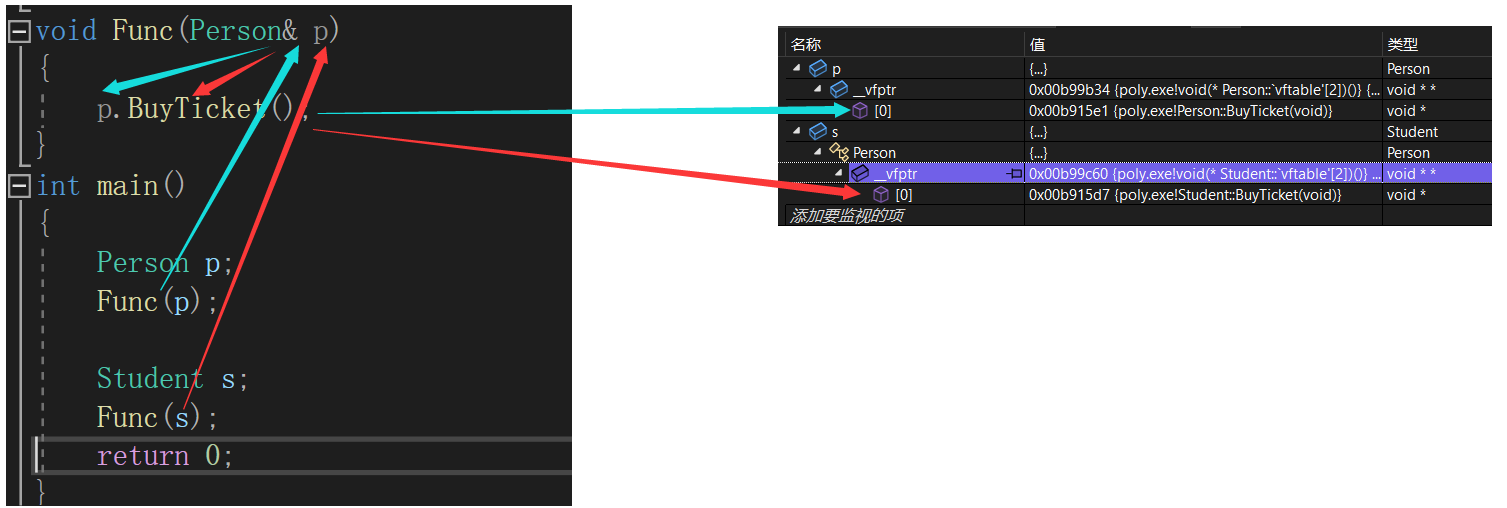 void Func(Person& p)
{
p.BuyTicket();
}
int main()
{
Person p;
Func(p);
Student s;
Func(s);
return 0;
}
名称 值 类型
p {...} Person
__vfptr 0x00b99b34 {poly.exe!void(* Person::`vftable'[2])()} {... void * *
[0] 0x00b915e1 {poly.exe!Person::BuyTicket(void)} void *
s {...} Student
Person {...} Person
__vfptr 0x00b99c60 {poly.exe!void(* Student::`vftable'[2])()} ... void * *
[0] 0x00b915d7 {poly.exe!Student::BuyTicket(void)} void *
添加要监视的项